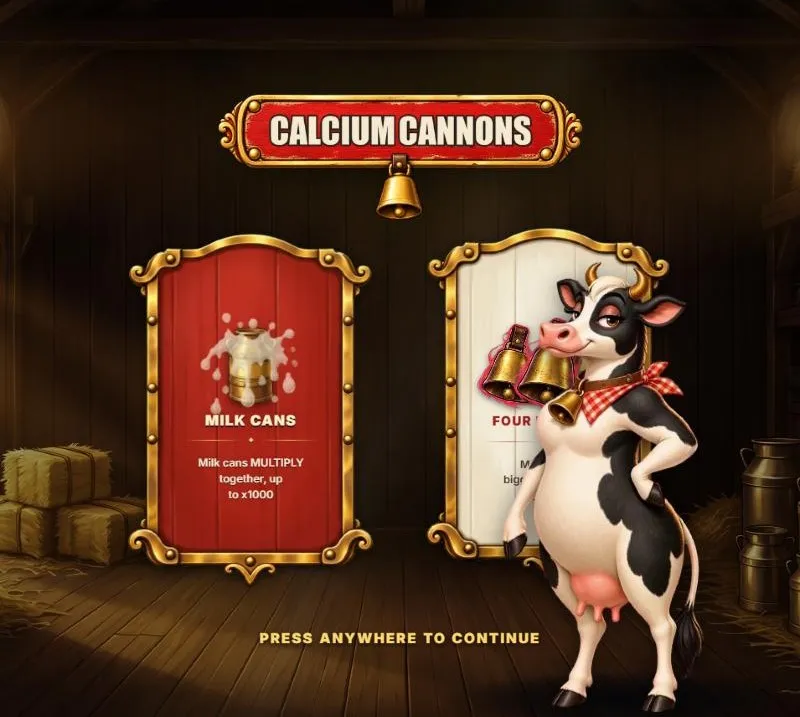 CALCIUM CANNONS
MILK CANS
Milk cans MULTIPLY
together, up
to x1000
FOUR
PRESS ANYWHERE TO CONTINUE